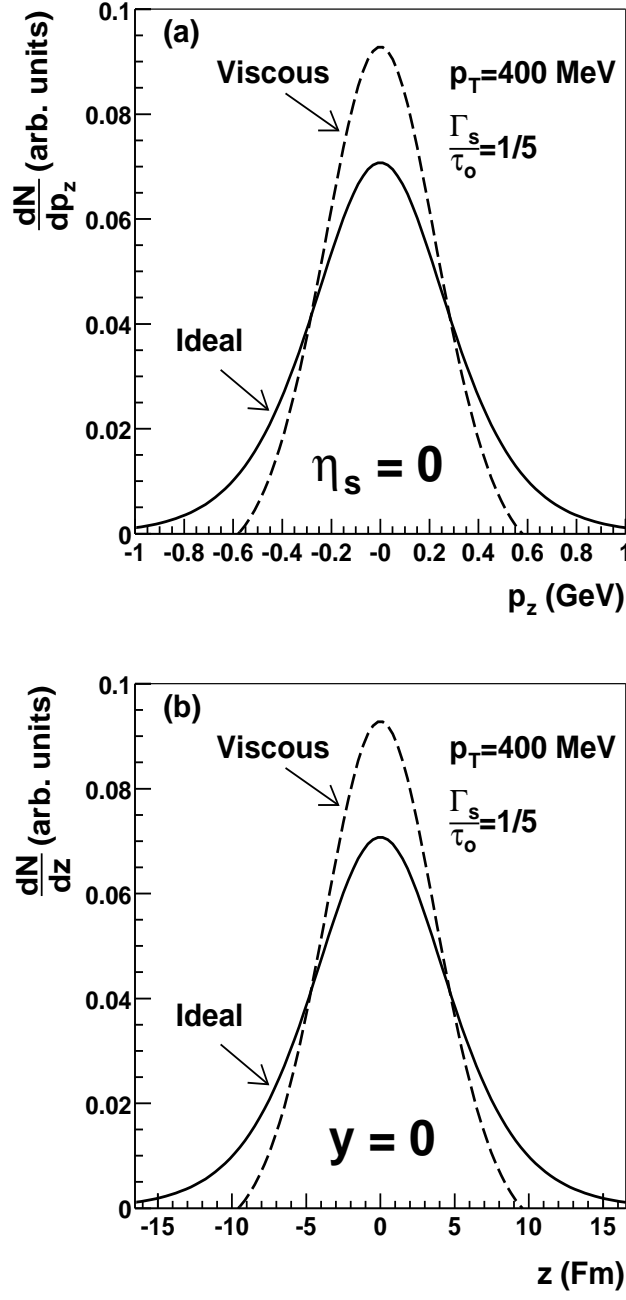 (a)
Viscous
p_T=400 MeV
Γ_s/τ_o=1/5
dN/dp_z (arb. units)
Ideal
η_s = 0
0.1
0.08
0.06
0.04
0.02
0
-1 -0.8 -0.6 -0.4 -0.2 -0 0.2 0.4 0.6 0.8 1
p_z (GeV)
(b)
Viscous
p_T=400 MeV
Γ_s/τ_o=1/5
dN/dz (arb. units)
Ideal
y = 0
0.1
0.08
0.06
0.04
0.02
0
-15 -10 -5 0 5 10 15
z (Fm)